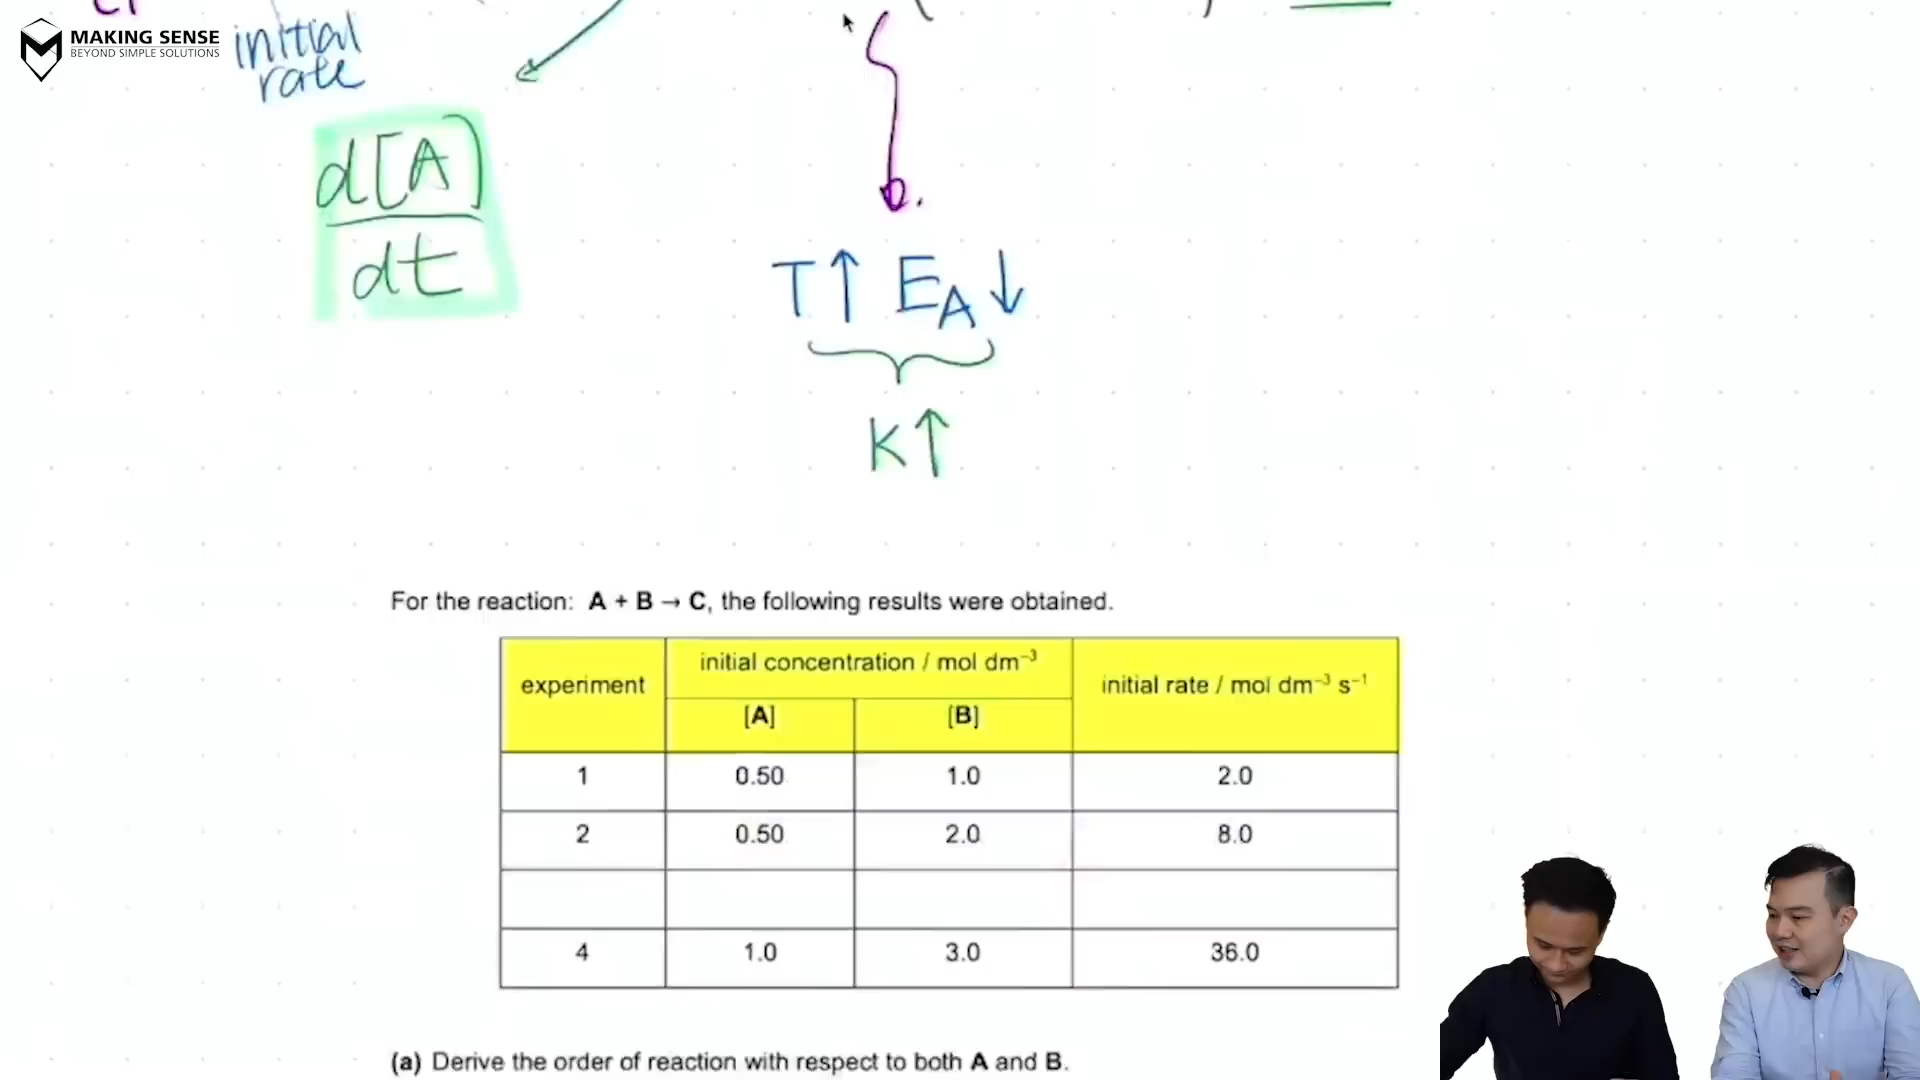 MAKING SENSE
BEYOND SIMPLE SOLUTIONS
initial
rate
d[A]
dt
T↑ EA↓
K↑
For the reaction: A + B → C, the following results were obtained.
experiment
initial concentration / mol dm⁻³
initial rate / mol dm⁻³ s⁻¹
[A] [B]
1 0.50 1.0 2.0
2 0.50 2.0 8.0
4 1.0 3.0 36.0
(a) Derive the order of reaction with respect to both A and B.